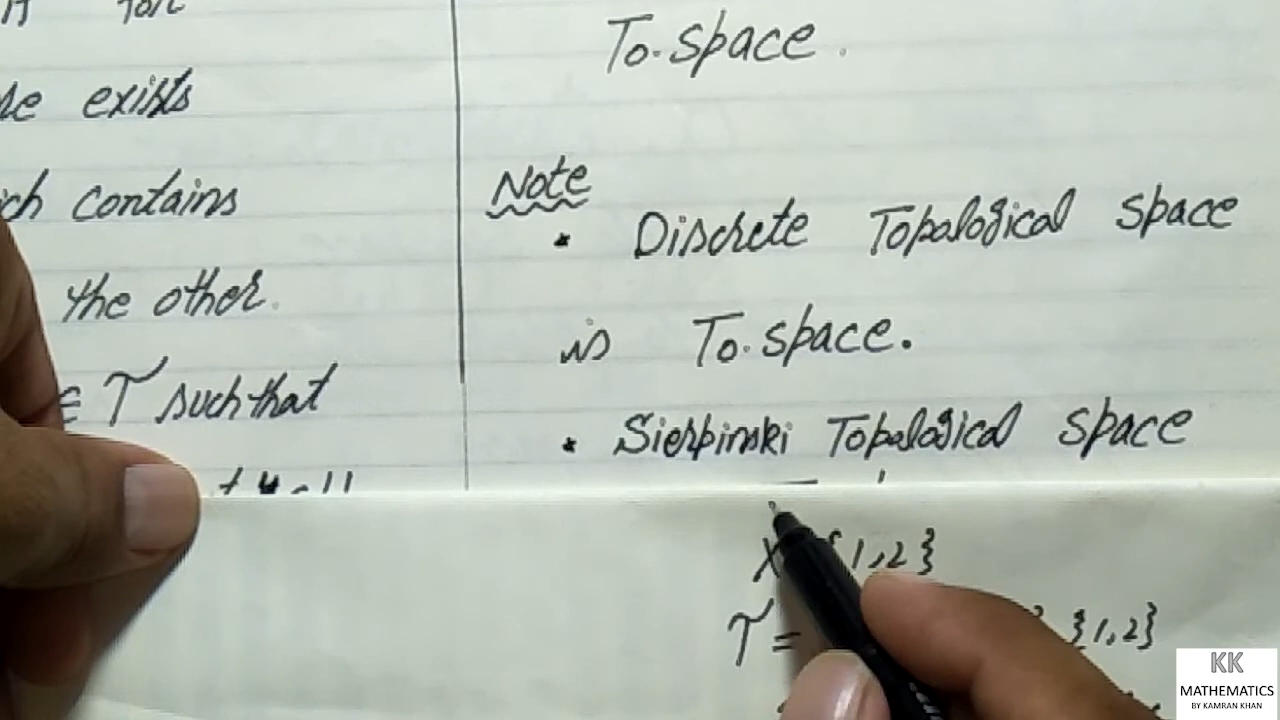 exists
To.space.
contains
Note
the other.
• Discrete Topological space
is To.space.
∈ τ such that
• Sierpinski Topological space
X {1,2}
τ = }, {1,2}
KK
MATHEMATICS
BY KAMRAN KHAN